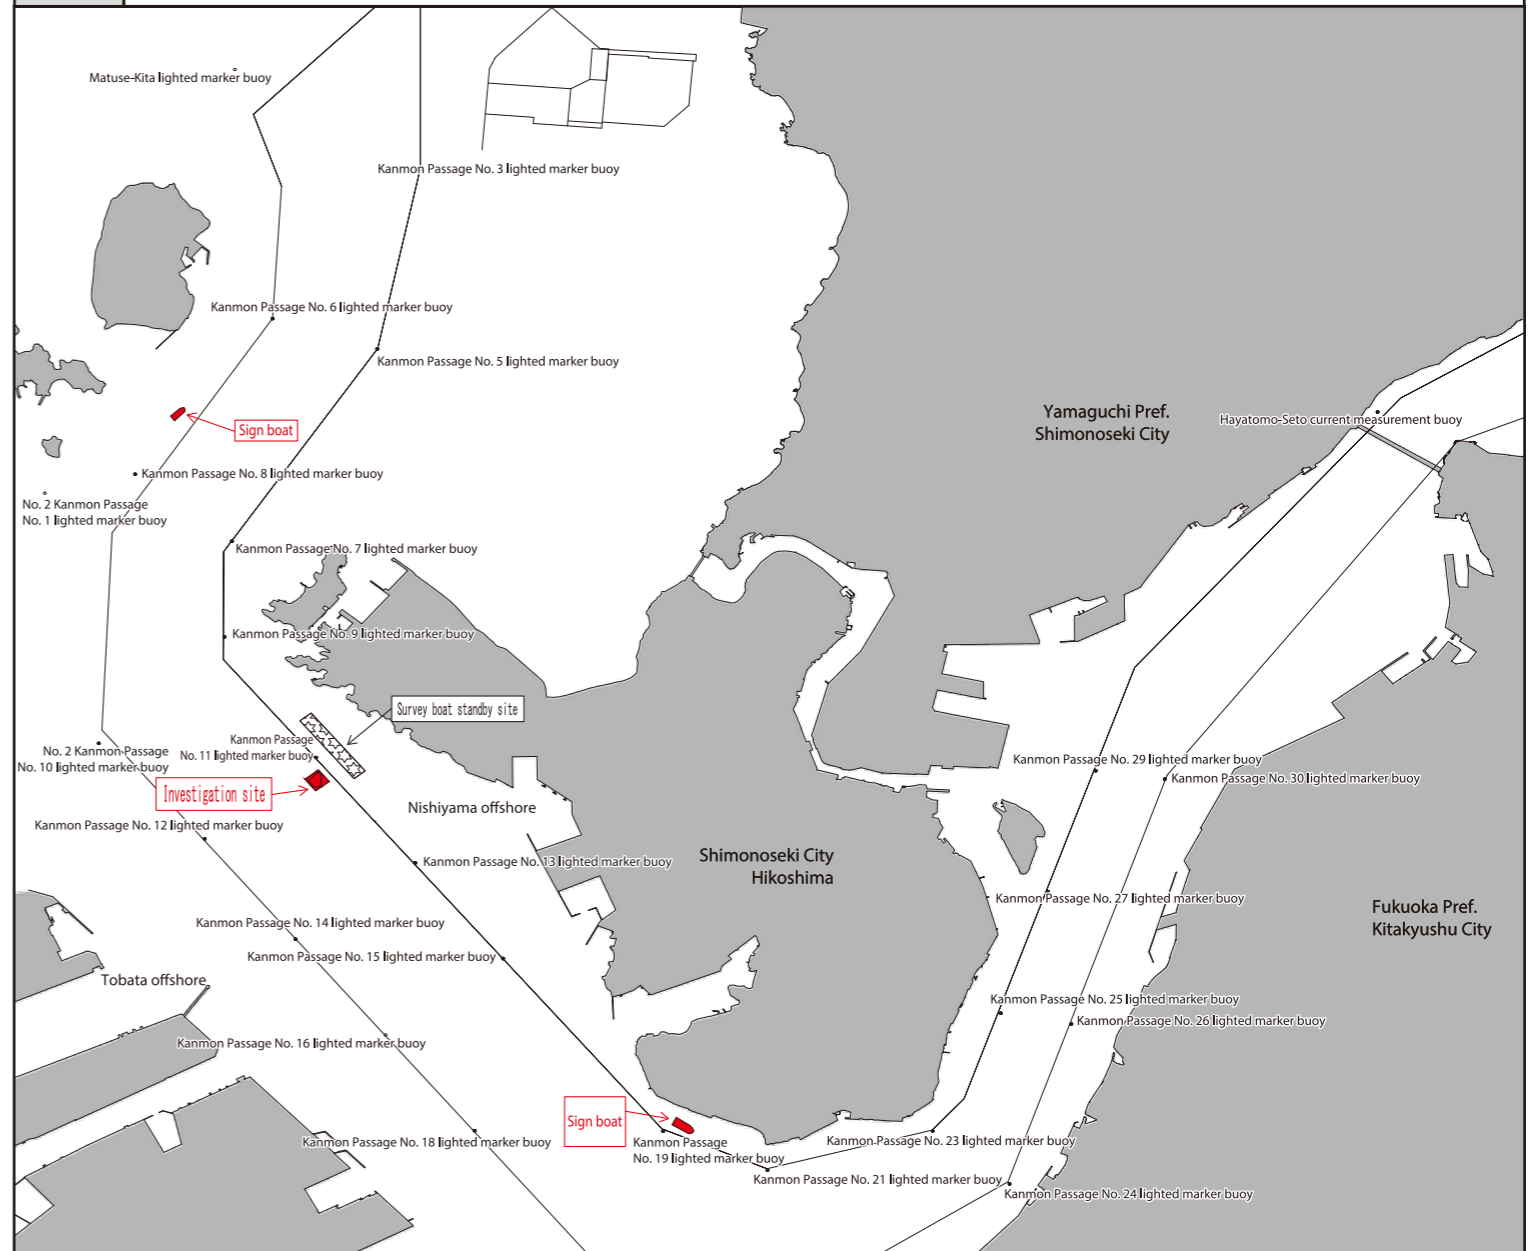 Matuse-Kita lighted marker buoy
Kanmon Passage No. 3 lighted marker buoy
Kanmon Passage No. 6 lighted marker buoy
Kanmon Passage No. 5 lighted marker buoy
Sign boat
Yamaguchi Pref.
Shimonoseki City
Hayatomo-Seto current measurement buoy
Kanmon Passage No. 8 lighted marker buoy
No. 2 Kanmon Passage
No. 1 lighted marker buoy
Kanmon Passage No. 7 lighted marker buoy
Kanmon Passage No. 9 lighted marker buoy
Survey boat standby site
Kanmon Passage
No. 11 lighted marker buoy
No. 2 Kanmon Passage
No. 10 lighted marker buoy
Investigation site
Kanmon Passage No. 29 lighted marker buoy
Kanmon Passage No. 30 lighted marker buoy
Nishiyama offshore
Kanmon Passage No. 12 lighted marker buoy
Kanmon Passage No. 13 lighted marker buoy
Shimonoseki City
Hikoshima
Kanmon Passage No. 27 lighted marker buoy
Fukuoka Pref.
Kitakyushu City
Kanmon Passage No. 14 lighted marker buoy
Kanmon Passage No. 15 lighted marker buoy
Tobata offshore
Kanmon Passage No. 25 lighted marker buoy
Kanmon Passage No. 26 lighted marker buoy
Kanmon Passage No. 16 lighted marker buoy
Sign boat
Kanmon Passage No. 18 lighted marker buoy
Kanmon Passage
No. 19 lighted marker buoy
Kanmon Passage No. 23 lighted marker buoy
Kanmon Passage No. 21 lighted marker buoy
Kanmon Passage No. 24 lighted marker buoy